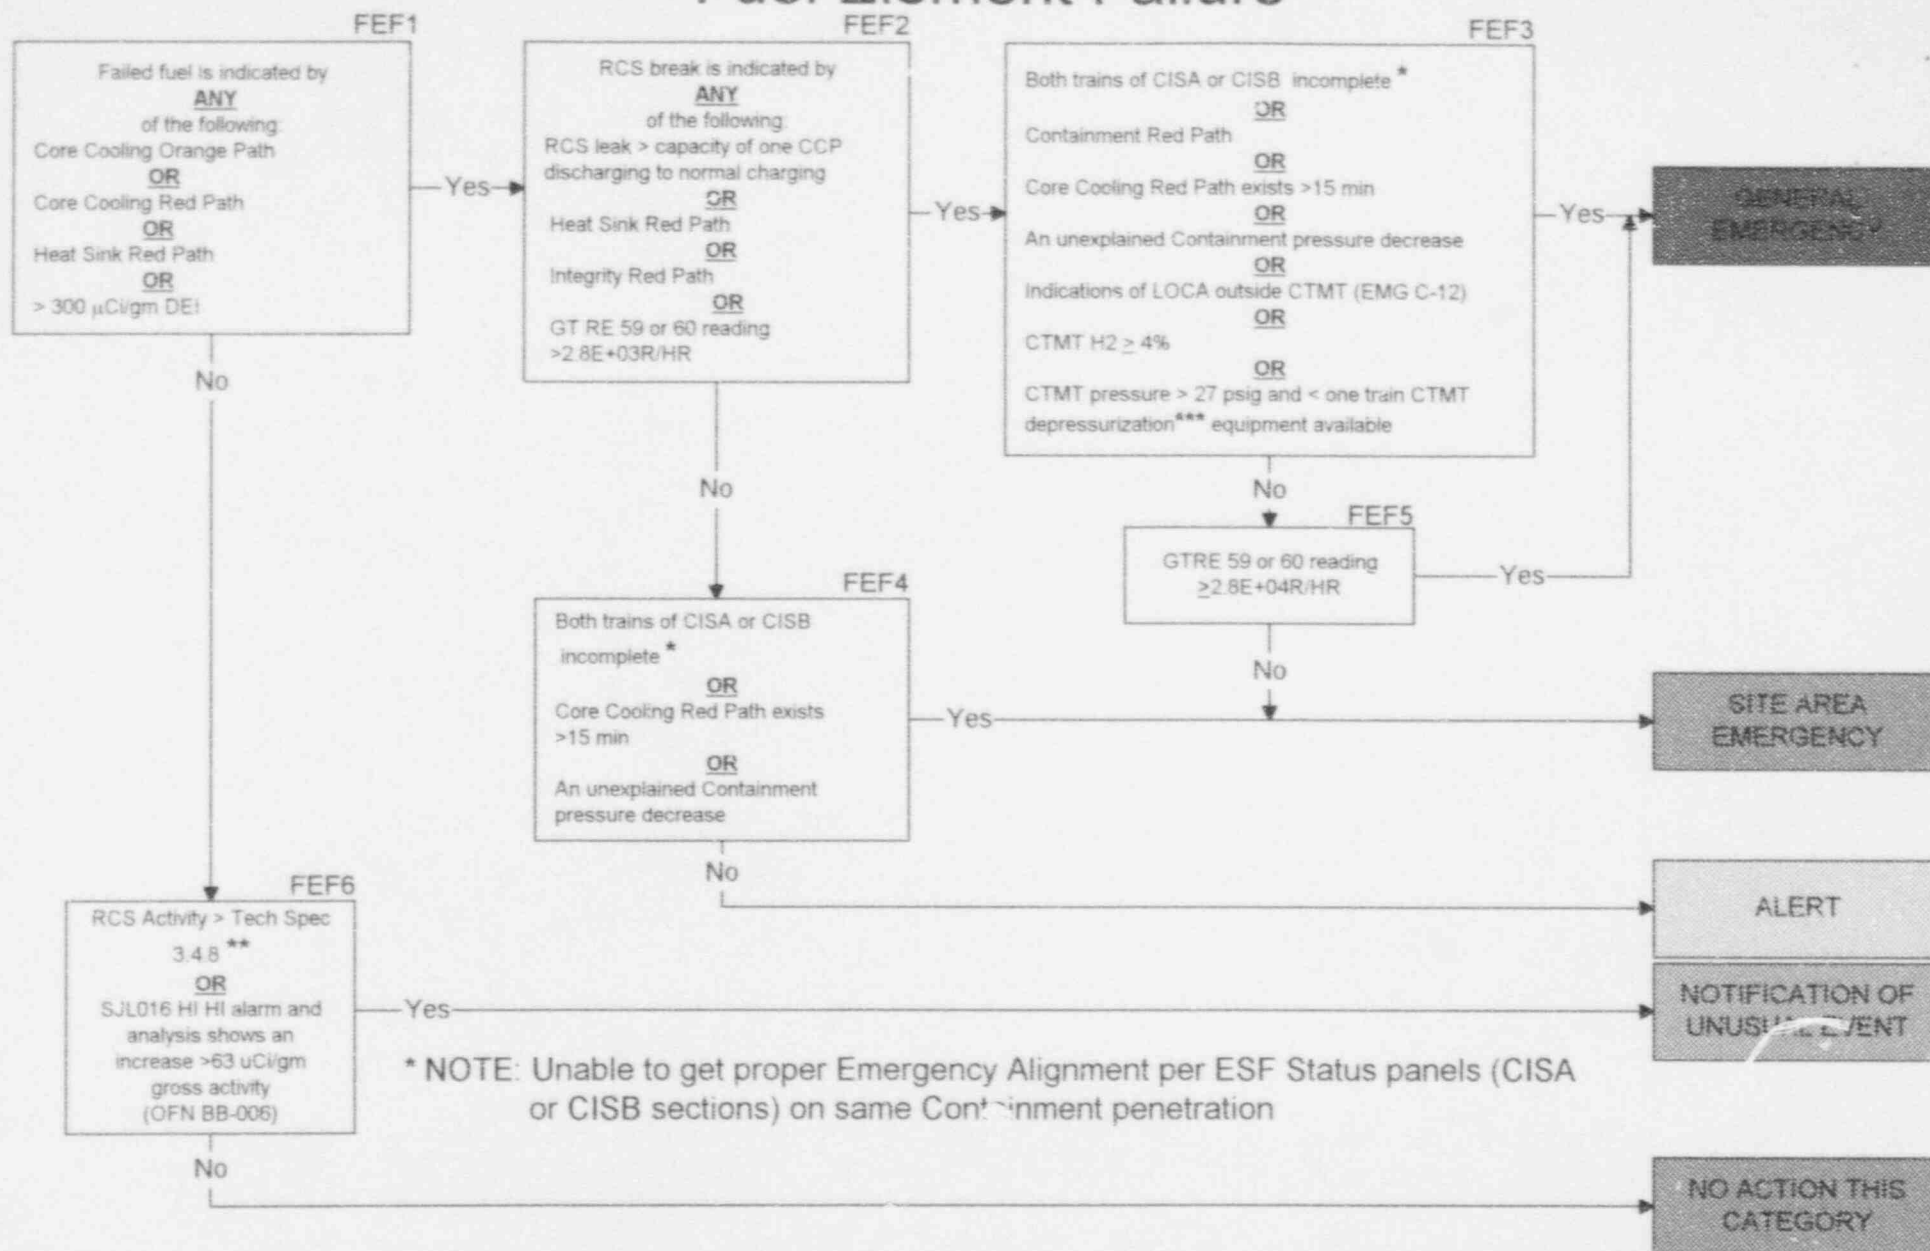 FEF1
Failed fuel is indicated by
ANY
of the following:
Core Cooling Orange Path
OR
Core Cooling Red Path
OR
Heat Sink Red Path
OR
> 300 µCi/gm DEI
Yes
No
FEF2
RCS break is indicated by
ANY
of the following:
RCS leak > capacity of one CCP
discharging to normal charging
OR
Heat Sink Red Path
OR
Integrity Red Path
OR
GT RE 59 or 60 reading
>2.8E+03R/HR
Yes
No
FEF3
Both trains of CISA or CISB incomplete *
OR
Containment Red Path
OR
Core Cooling Red Path exists >15 min
OR
An unexplained Containment pressure decrease
OR
Indications of LOCA outside CTMT (EMG C-12)
OR
CTMT H2 ≥ 4%
OR
CTMT pressure > 27 psig and < one train CTMT
depressurization*** equipment available
Yes
No
GENERAL
EMERGENCY
FEF5
GTRE 59 or 60 reading
≥2.8E+04R/HR
Yes
No
FEF4
Both trains of CISA or CISB
incomplete *
OR
Core Cooling Red Path exists
>15 min
OR
An unexplained Containment
pressure decrease
Yes
No
SITE AREA
EMERGENCY
ALERT
FEF6
RCS Activity > Tech Spec
3.4.8 **
OR
SJL016 HI HI alarm and
analysis shows an
increase >63 uCi/gm
gross activity
(OFN BB-006)
Yes
No
NOTIFICATION OF
UNUSUAL EVENT
* NOTE: Unable to get proper Emergency Alignment per ESF Status panels (CISA
or CISB sections) on same Containment penetration
NO ACTION THIS
CATEGORY